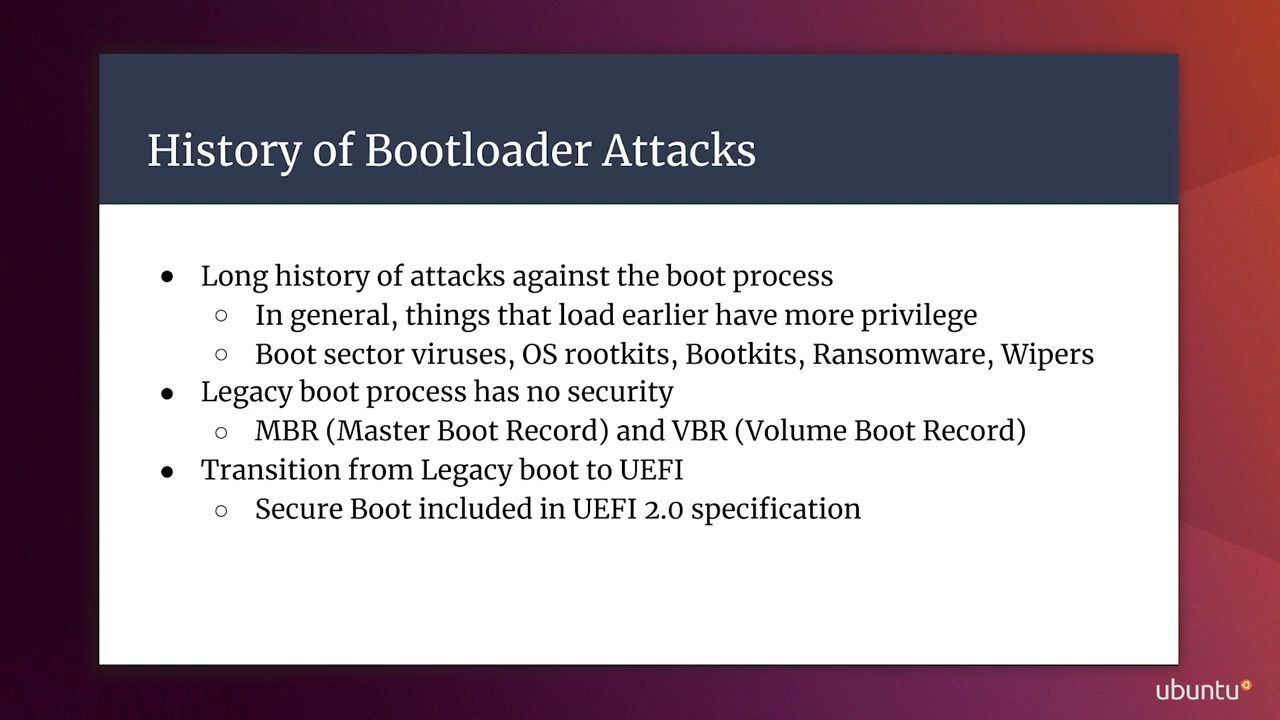 History of Bootloader Attacks
● Long history of attacks against the boot process
○ In general, things that load earlier have more privilege
○ Boot sector viruses, OS rootkits, Bootkits, Ransomware, Wipers
● Legacy boot process has no security
○ MBR (Master Boot Record) and VBR (Volume Boot Record)
● Transition from Legacy boot to UEFI
○ Secure Boot included in UEFI 2.0 specification
ubuntu